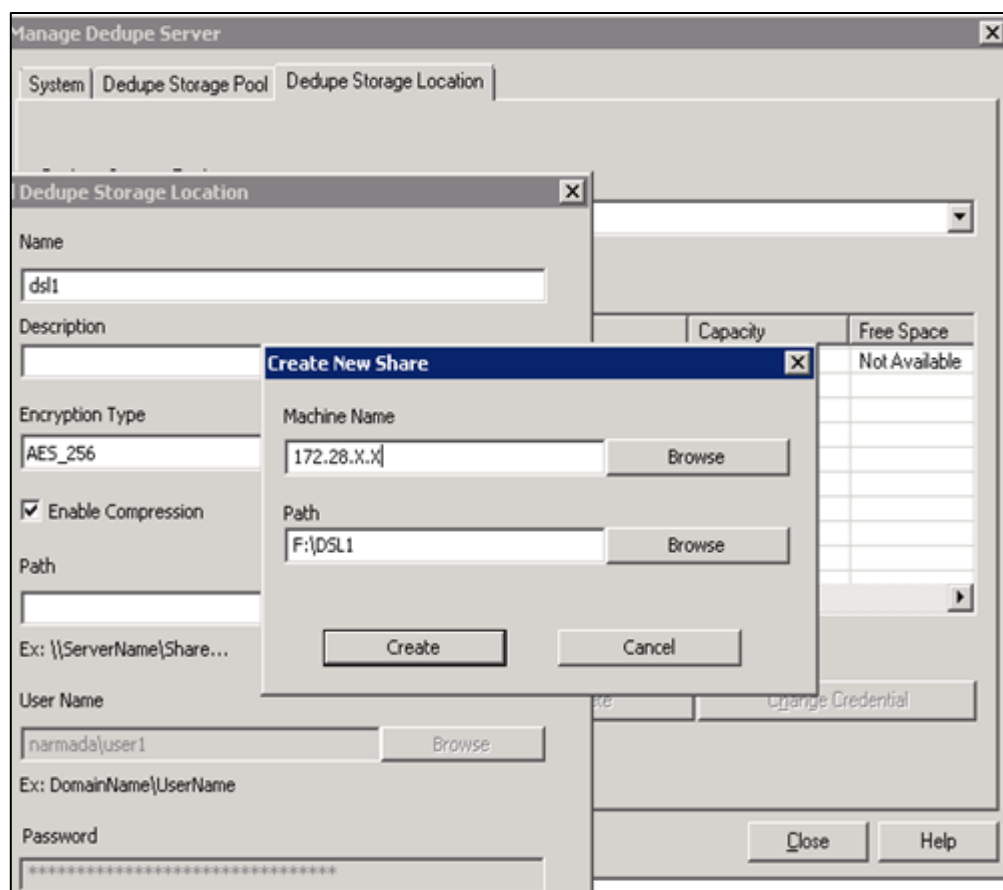 Manage Dedupe Server
System
Dedupe Storage Pool
Dedupe Storage Location
Dedupe Storage Location
Name
dsl1
Description
Encryption Type
AES_256
Enable Compression
Path
Ex: \\ServerName\Share...
User Name
narmada\user1
Browse
Ex: DomainName\UserName
Password
********************************
Capacity
Free Space
Not Available
Create New Share
Machine Name
172.28.X.X
Browse
Path
F:\DSL1
Browse
Create
Cancel
Change Credential
Close
Help